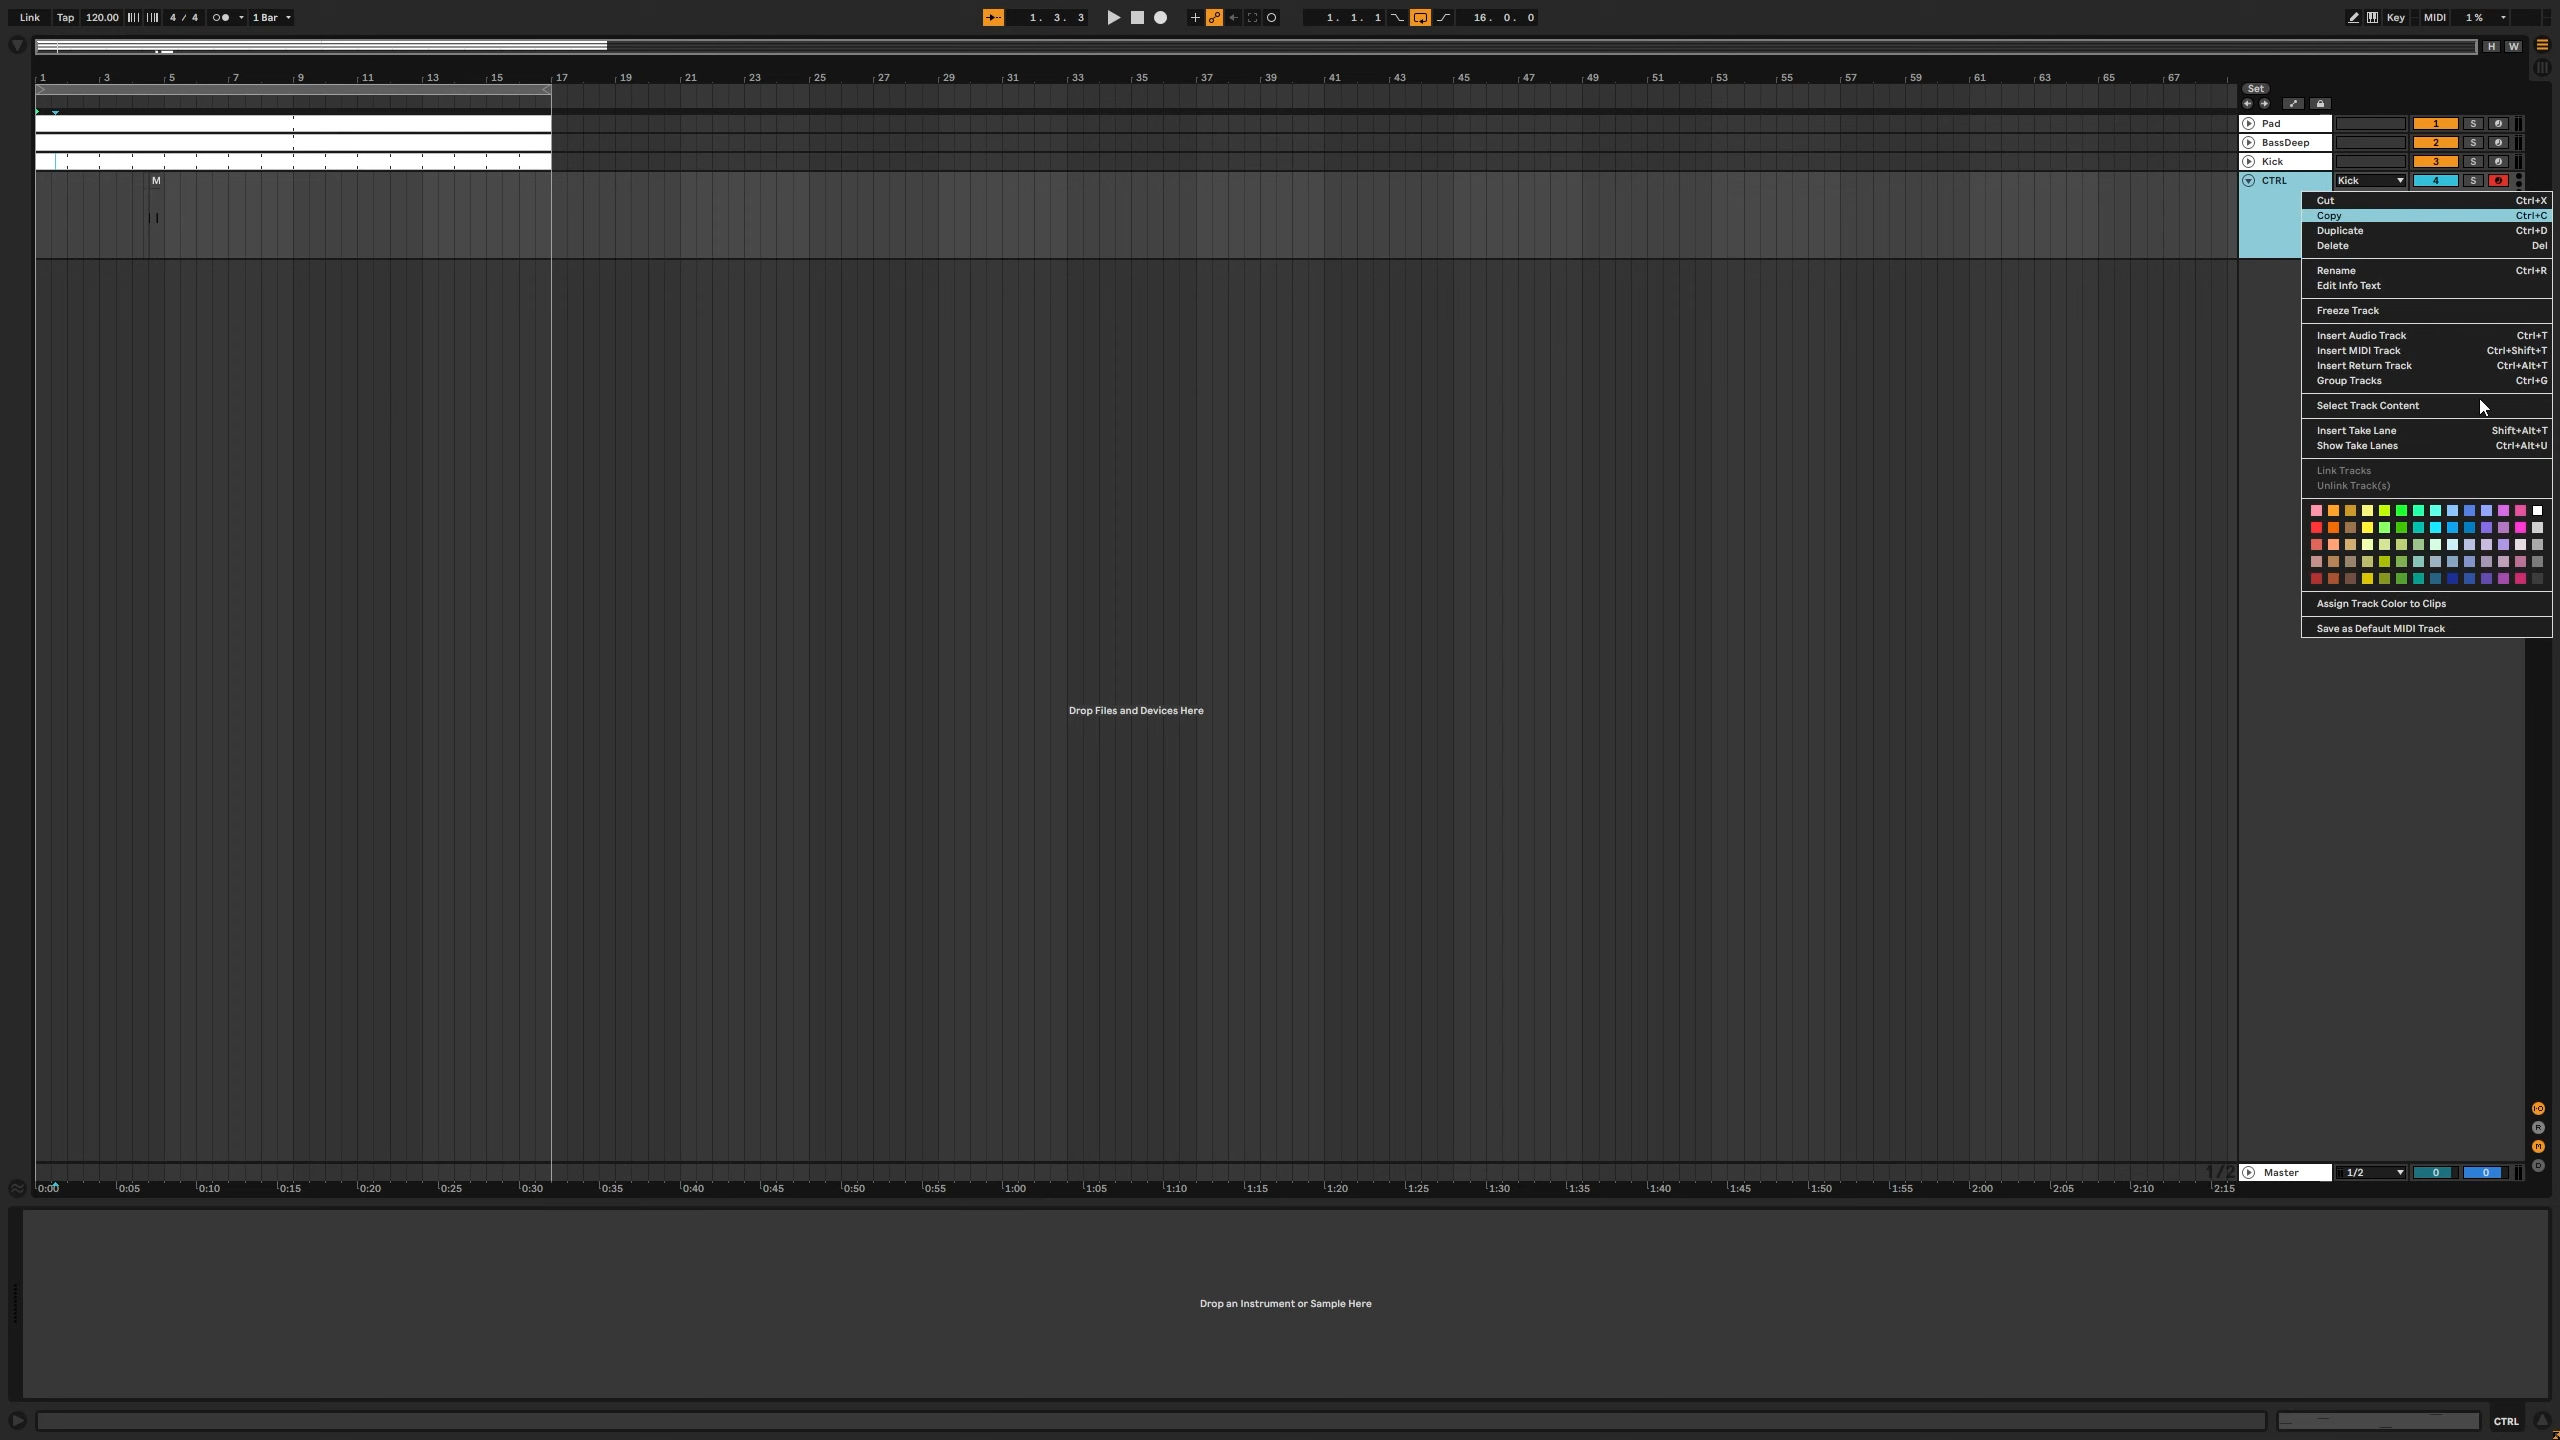 Link Tap 120.00 4 / 4 1 Bar 1. 3. 3 1. 1. 1 16. 0. 0 Key MIDI 1 %
H W
1 3 5 7 9 11 13 15 17 19 21 23 25 27 29 31 33 35 37 39 41 43 45 47 49 51 53 55 57 59 61 63 65 67
Set
Pad 1 S
BassDeep 2 S
Kick 3 S
M CTRL Kick 4 S
Cut Ctrl+X
Copy Ctrl+C
Duplicate Ctrl+D
Delete Del
Rename Ctrl+R
Edit Info Text
Freeze Track
Insert Audio Track Ctrl+T
Insert MIDI Track Ctrl+Shift+T
Insert Return Track Ctrl+Alt+T
Group Tracks Ctrl+G
Select Track Content
Insert Take Lane Shift+Alt+T
Show Take Lanes Ctrl+Alt+U
Link Tracks
Unlink Track(s)
Assign Track Color to Clips
Save as Default MIDI Track
Drop Files and Devices Here
I·O
R
M
D
1/2 Master 1/2 0 0
0:00 0:05 0:10 0:15 0:20 0:25 0:30 0:35 0:40 0:45 0:50 0:55 1:00 1:05 1:10 1:15 1:20 1:25 1:30 1:35 1:40 1:45 1:50 1:55 2:00 2:05 2:10 2:15
Drop an Instrument or Sample Here
CTRL